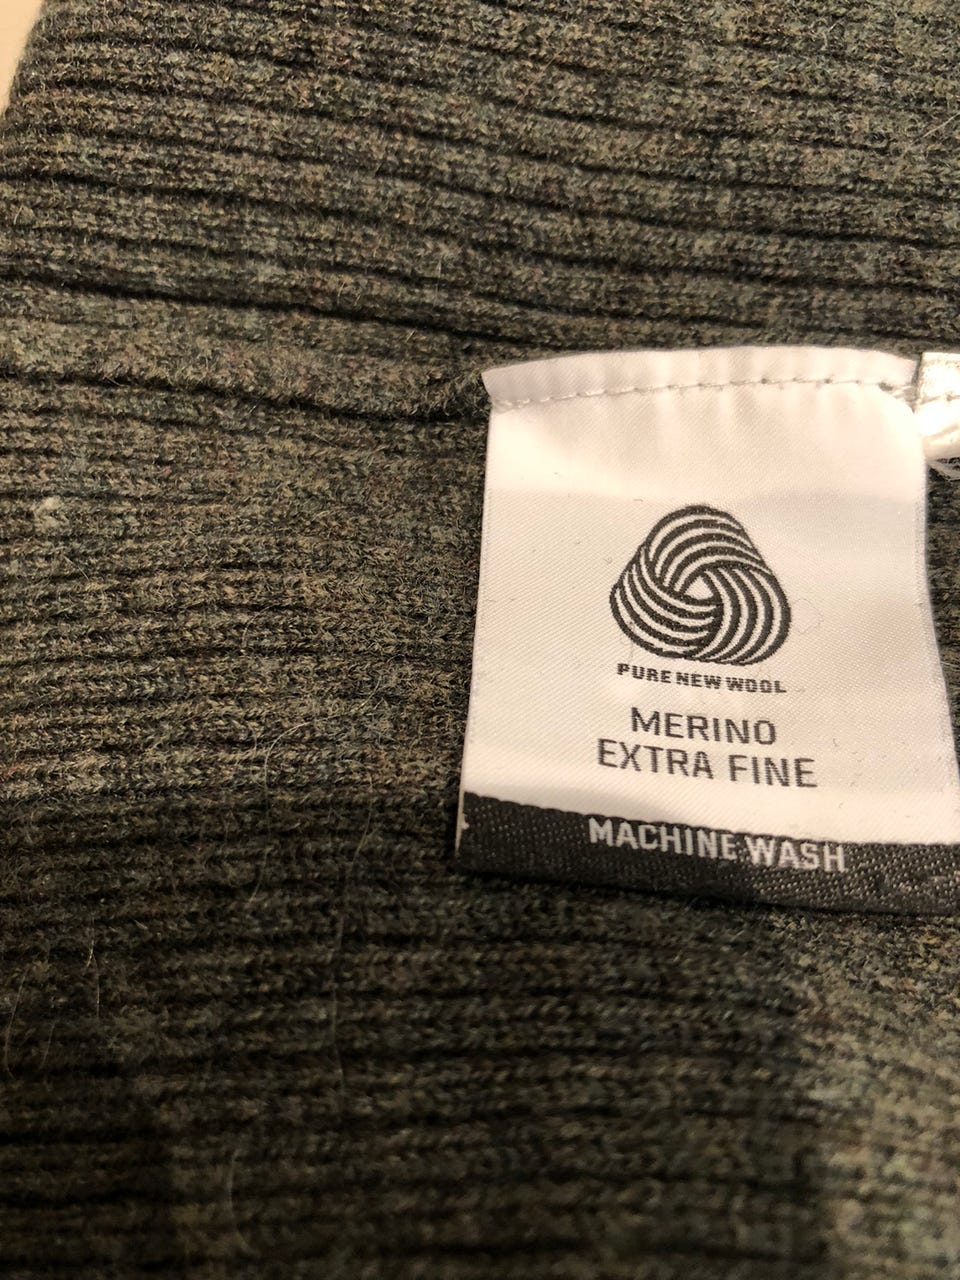 PURE NEW WOOL
MERINO
EXTRA FINE
MACHINE WASH